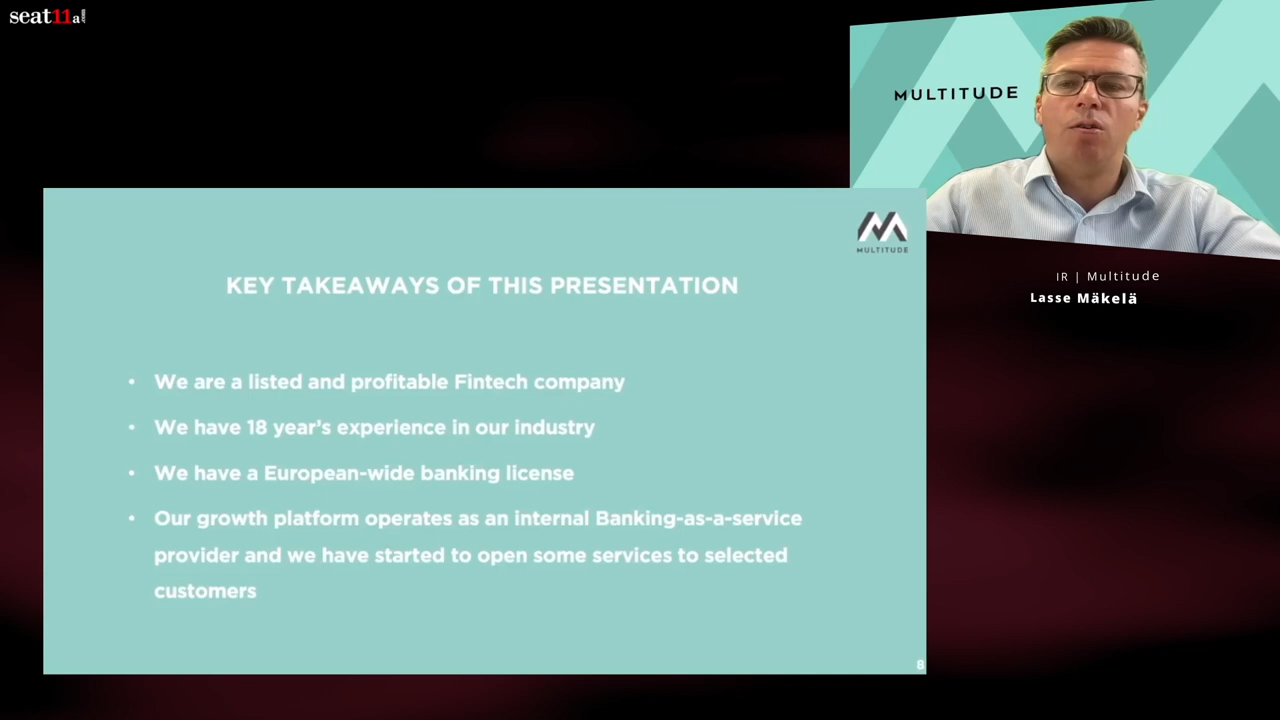 seat11a.com
MULTITUDE
MULTITUDE
IR | Multitude
Lasse Mäkelä
KEY TAKEAWAYS OF THIS PRESENTATION
• We are a listed and profitable Fintech company
• We have 18 year’s experience in our industry
• We have a European-wide banking license
• Our growth platform operates as an internal Banking-as-a-service
provider and we have started to open some services to selected
customers
8